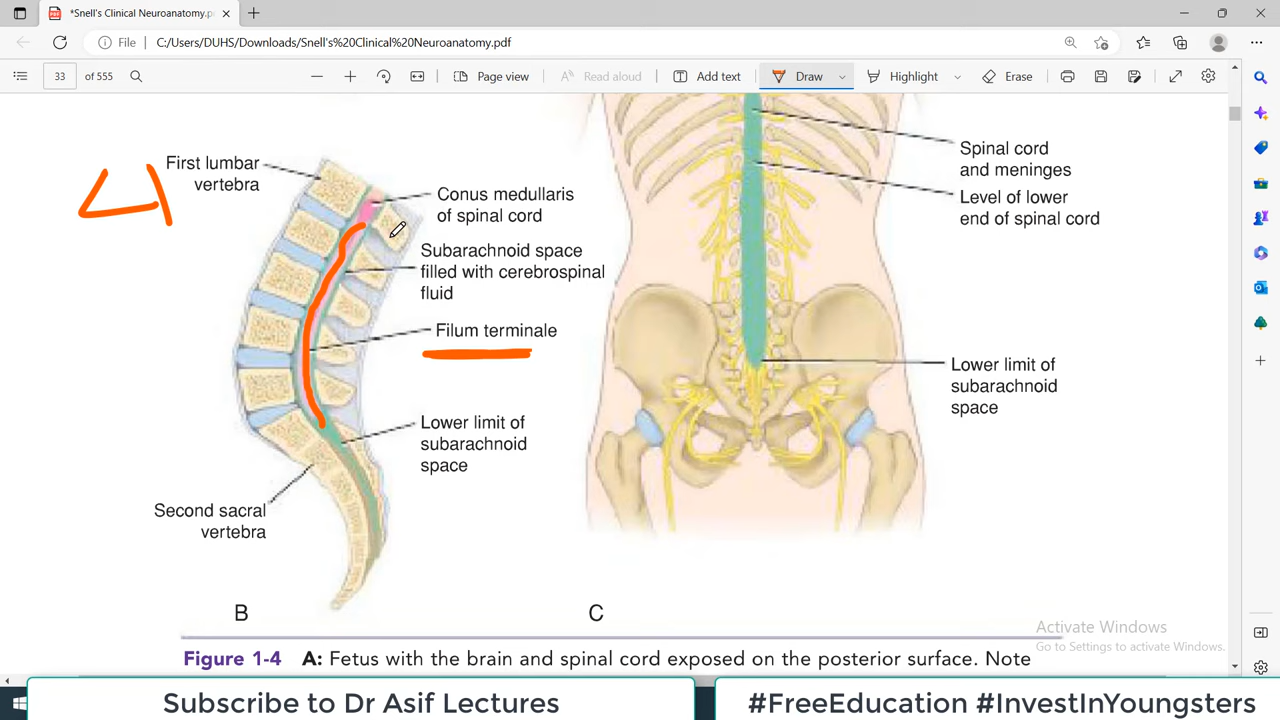 *Snell's Clinical Neuroanatomy.p
File
C:/Users/DUHS/Downloads/Snell's%20Clinical%20Neuroanatomy.pdf
33 of 555
Page view
Read aloud
Add text
Draw
Highlight
Erase
4
First lumbar
vertebra
Conus medullaris
of spinal cord
Subarachnoid space
filled with cerebrospinal
fluid
Filum terminale
Lower limit of
subarachnoid
space
Second sacral
vertebra
B
Spinal cord
and meninges
Level of lower
end of spinal cord
Lower limit of
subarachnoid
space
C
Activate Windows
Go to Settings to activate Windows.
Figure 1-4 A: Fetus with the brain and spinal cord exposed on the posterior surface. Note
Subscribe to Dr Asif Lectures
#FreeEducation #InvestInYoungsters